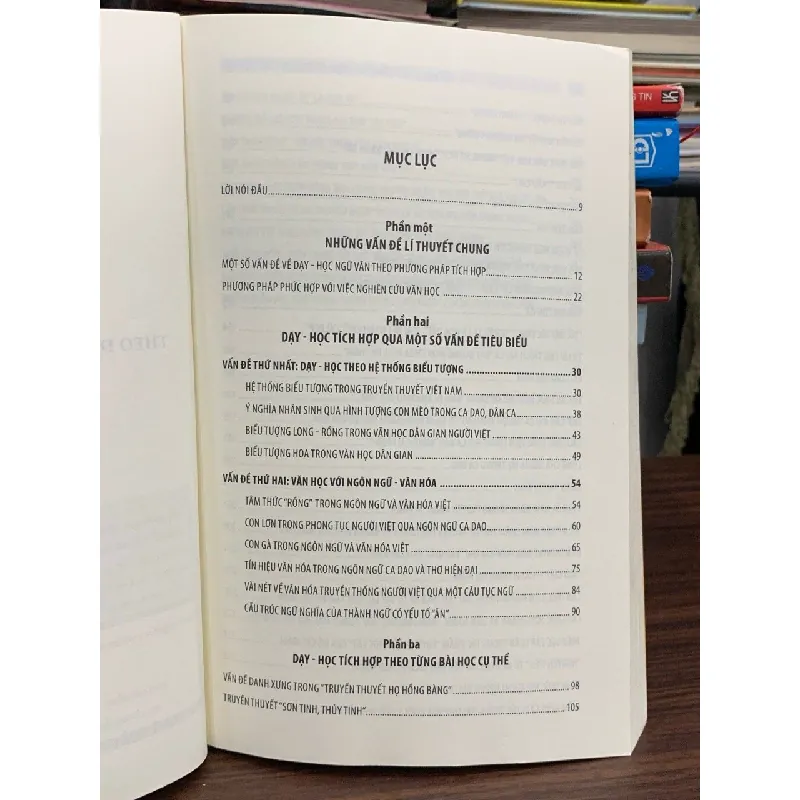 MỤC LỤC
LỜI NÓI ĐẦU ........ 9
Phần một
NHỮNG VẤN ĐỀ LÍ THUYẾT CHUNG
MỘT SỐ VẤN ĐỀ VỀ DẠY - HỌC NGỮ VĂN THEO PHƯƠNG PHÁP TÍCH HỢP ........ 12
PHƯƠNG PHÁP PHỨC HỢP VỚI VIỆC NGHIÊN CỨU VĂN HỌC ........ 22
Phần hai
DẠY - HỌC TÍCH HỢP QUA MỘT SỐ VẤN ĐỀ TIÊU BIỂU
VẤN ĐỀ THỨ NHẤT: DẠY - HỌC THEO HỆ THỐNG BIỂU TƯỢNG ........ 30
HỆ THỐNG BIỂU TƯỢNG TRONG TRUYỀN THUYẾT VIỆT NAM ........ 30
Ý NGHĨA NHÂN SINH QUA HÌNH TƯỢNG CON MÈO TRONG CA DAO, DÂN CA ........ 38
BIỂU TƯỢNG LONG - RỒNG TRONG VĂN HỌC DÂN GIAN NGƯỜI VIỆT ........ 43
BIỂU TƯỢNG HOA TRONG VĂN HỌC DÂN GIAN ........ 49
VẤN ĐỀ THỨ HAI: VĂN HỌC VỚI NGÔN NGỮ - VĂN HÓA ........ 54
TÂM THỨC "RỒNG" TRONG NGÔN NGỮ VÀ VĂN HÓA VIỆT ........ 54
CON LỢN TRONG PHONG TỤC NGƯỜI VIỆT QUA NGÔN NGỮ CA DAO ........ 60
CON GÀ TRONG NGÔN NGỮ VÀ VĂN HÓA VIỆT ........ 65
TÍN HIỆU VĂN HÓA TRONG NGÔN NGỮ CA DAO VÀ THƠ HIỆN ĐẠI ........ 75
VÀI NÉT VỀ VĂN HÓA TRUYỀN THỐNG NGƯỜI VIỆT QUA MỘT CÂU TỤC NGỮ ........ 84
CẤU TRÚC NGỮ NGHĨA CỦA THÀNH NGỮ CÓ YẾU TỐ "ĂN" ........ 90
Phần ba
DẠY - HỌC TÍCH HỢP THEO TỪNG BÀI HỌC CỤ THỂ
VẤN ĐỀ DANH XƯNG TRONG "TRUYỀN THUYẾT HỌ HỒNG BÀNG" ........ 98
TRUYỀN THUYẾT "SƠN TINH, THỦY TINH" ........ 105
TIN